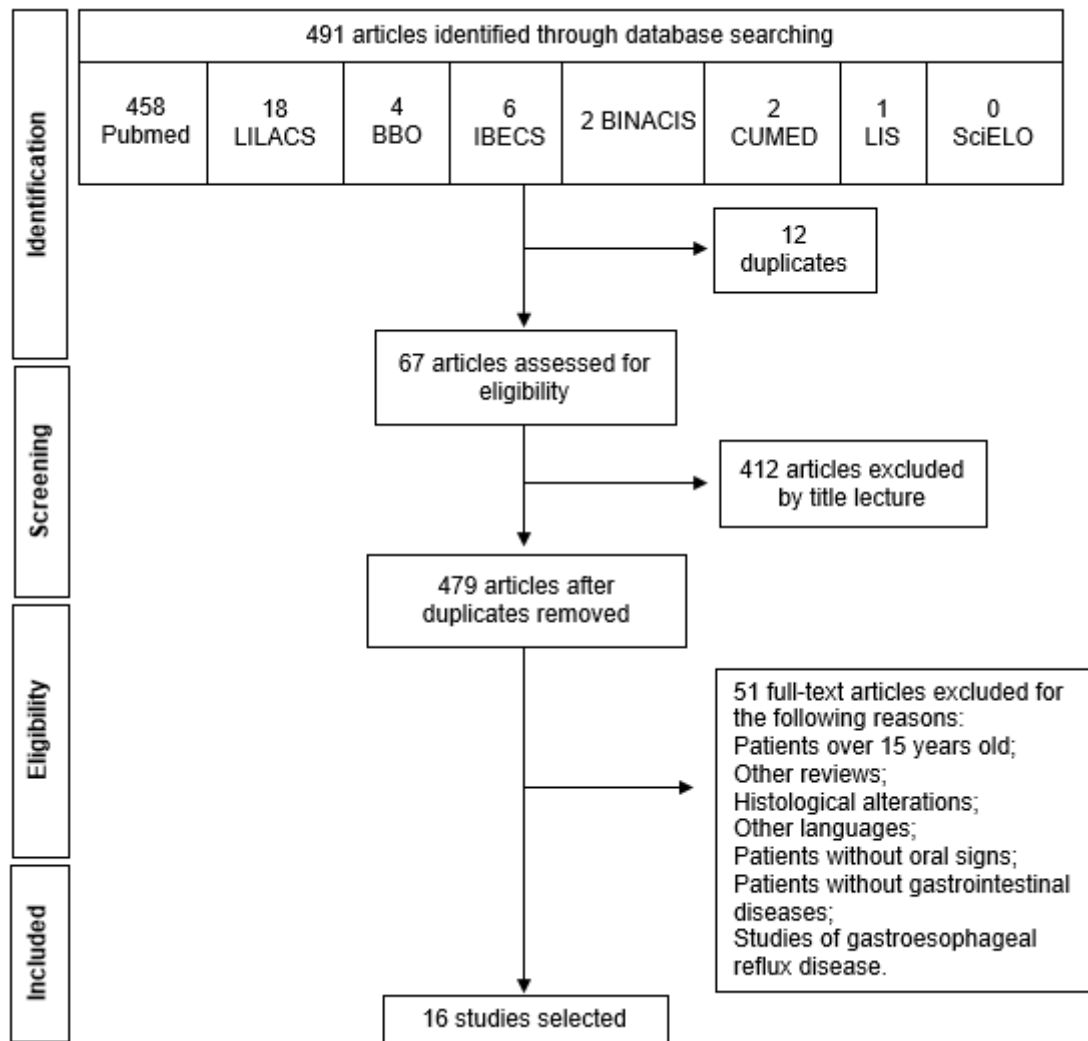 491 articles identified through database searching
458
Pubmed
18
LILACS
4
BBO
6
IBECS
2 BINACIS
2
CUMED
1
LIS
0
SciELO
Identification
12
duplicates
67 articles assessed for
eligibility
Screening
412 articles excluded
by title lecture
479 articles after
duplicates removed
Eligibility
51 full-text articles excluded for
the following reasons:
Patients over 15 years old;
Other reviews;
Histological alterations;
Other languages;
Patients without oral signs;
Patients without gastrointestinal
diseases;
Studies of gastroesophageal
reflux disease.
Included
16 studies selected